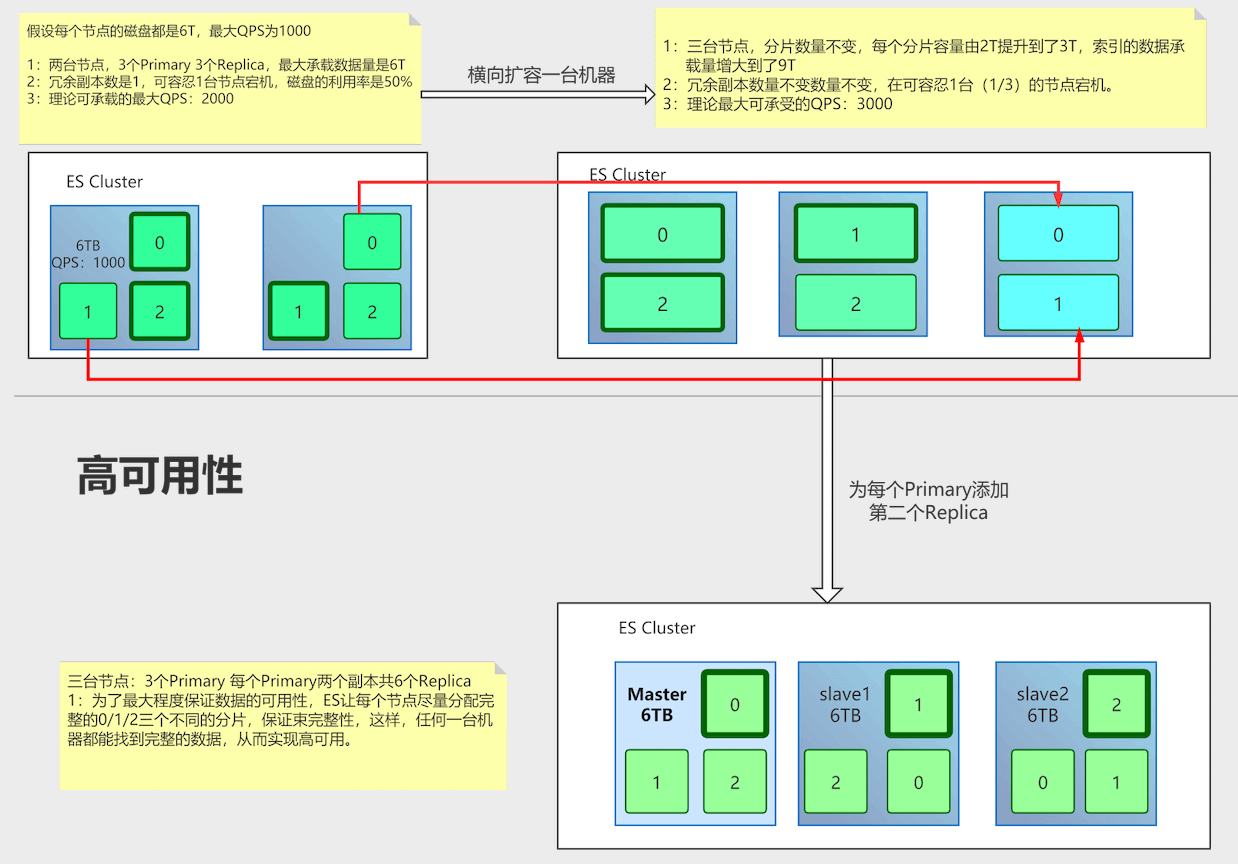 假设每个节点的磁盘都是6T，最大QPS为1000
1：两台节点，3个Primary 3个Replica，最大承载数据量是6T
2：冗余副本数是1，可容忍1台节点宕机，磁盘的利用率是50%
3：理论可承载的最大QPS：2000
横向扩容一台机器
1：三台节点，分片数量不变，每个分片容量由2T提升到了3T，索引的数据承
载量增大到了9T
2：冗余副本数量不变数量不变，在可容忍1台（1/3）的节点宕机。
3：理论最大可承受的QPS：3000
ES Cluster
6TB
QPS：1000
0
1
2
0
1
2
ES Cluster
0
2
1
2
0
1
高可用性
为每个Primary添加
第二个Replica
三台节点：3个Primary 每个Primary两个副本共6个Replica
1：为了最大程度保证数据的可用性，ES让每个节点尽量分配完
整的0/1/2三个不同的分片，保证束完整性，这样，任何一台机
器都能找到完整的数据，从而实现高可用。
ES Cluster
Master
6TB
0
1
2
slave1
6TB
1
2
0
slave2
6TB
2
0
1